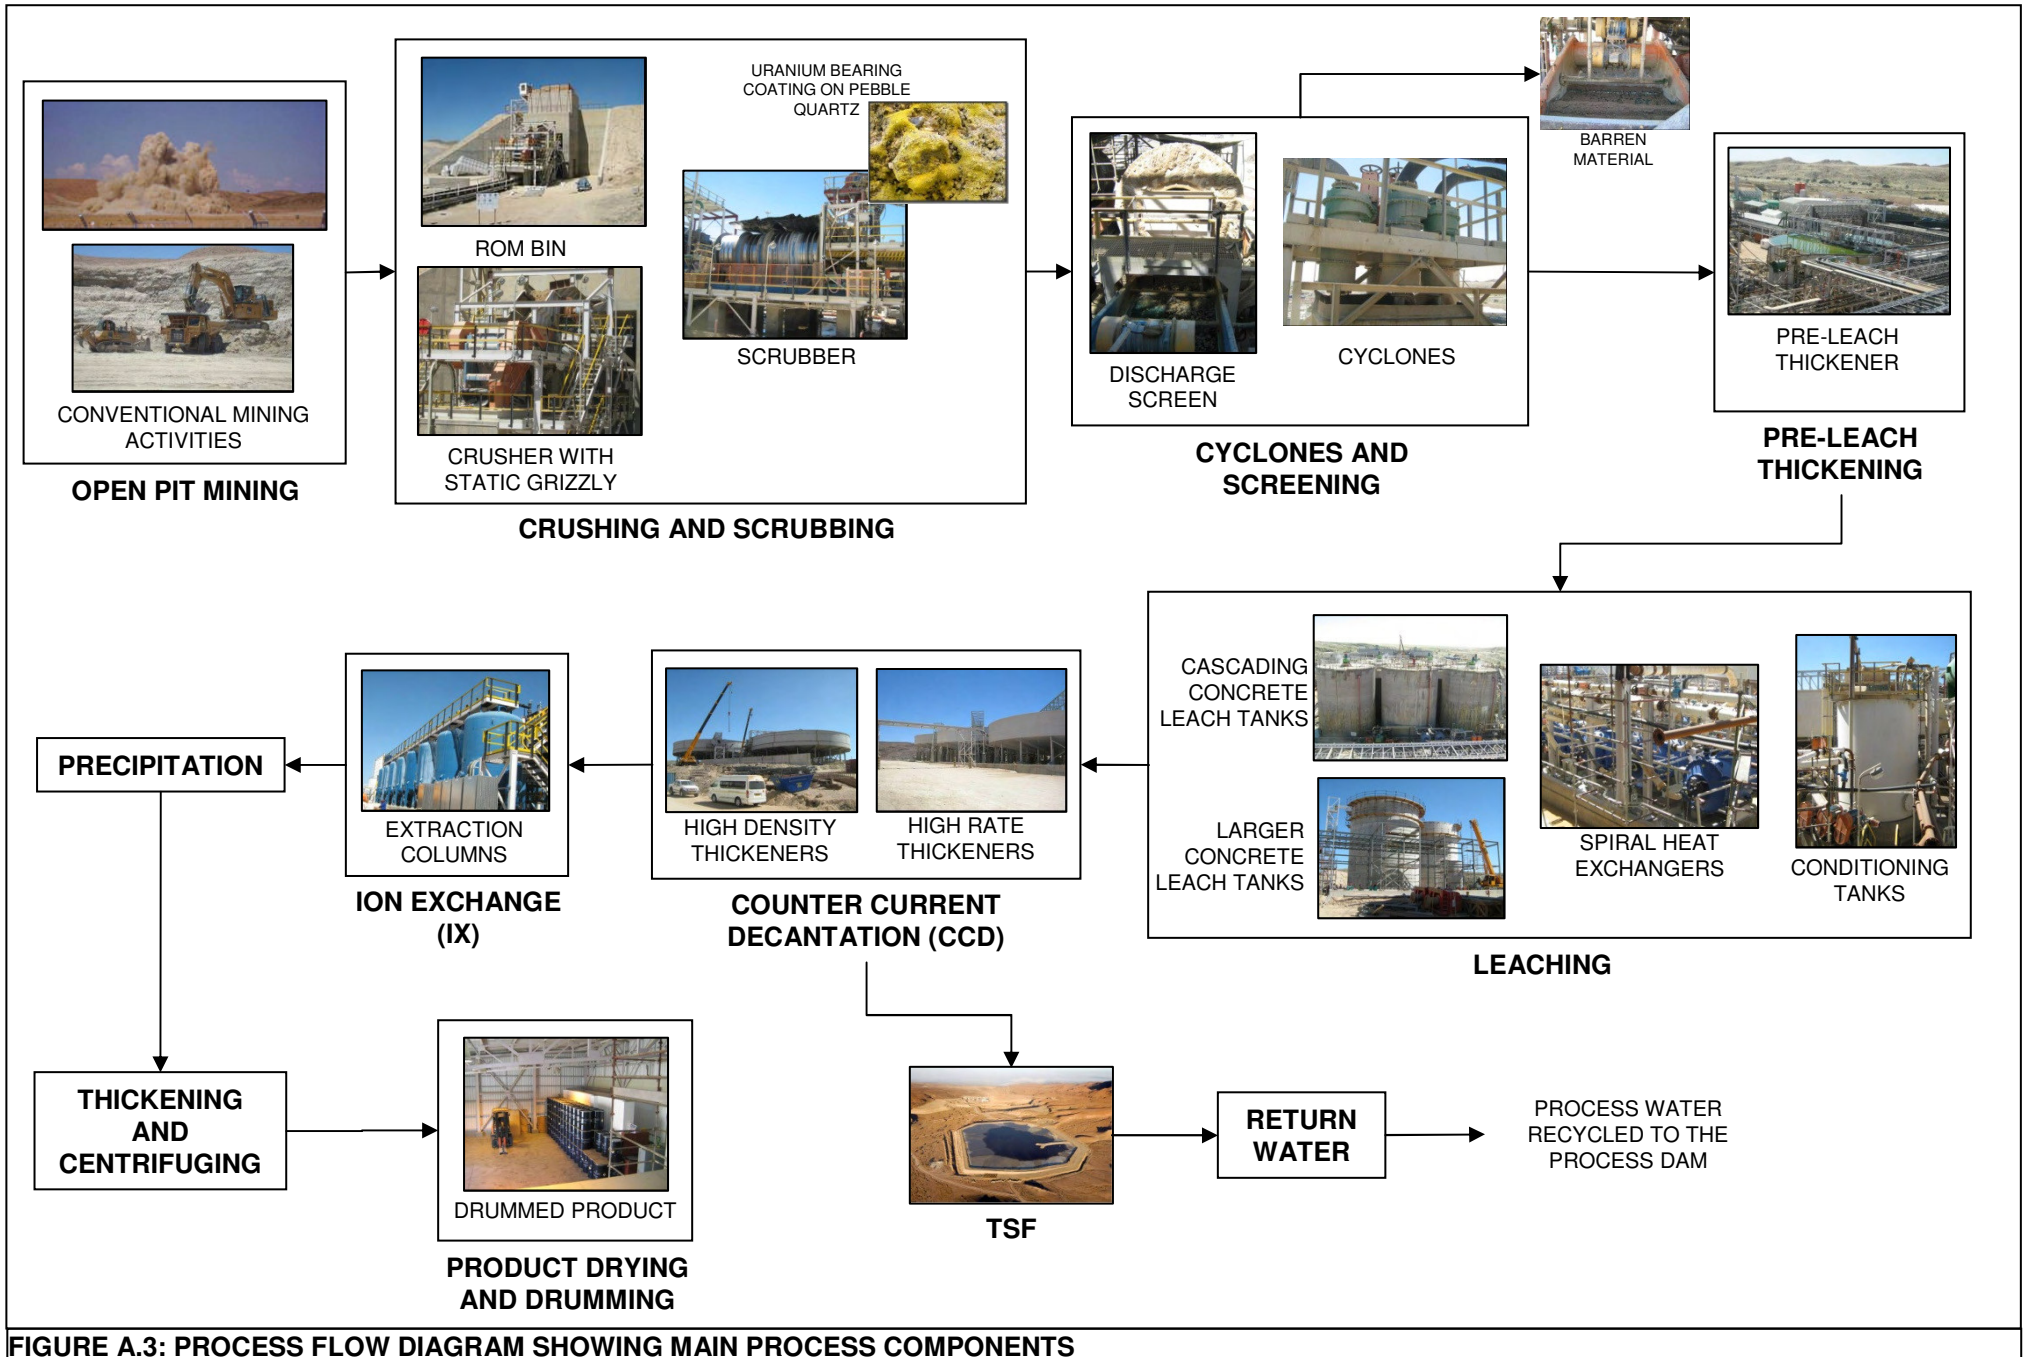 URANIUM BEARING
COATING ON PEBBLE
QUARTZ
BARREN
MATERIAL
ROM BIN
SCRUBBER
CYCLONES
PRE-LEACH
THICKENER
DISCHARGE
SCREEN
CONVENTIONAL MINING
ACTIVITIES
CRUSHER WITH
STATIC GRIZZLY
OPEN PIT MINING
CRUSHING AND SCRUBBING
CYCLONES AND
SCREENING
PRE-LEACH
THICKENING
CASCADING
CONCRETE
LEACH TANKS
LARGER
CONCRETE
LEACH TANKS
SPIRAL HEAT
EXCHANGERS
CONDITIONING
TANKS
LEACHING
HIGH DENSITY
THICKENERS
HIGH RATE
THICKENERS
COUNTER CURRENT
DECANTATION (CCD)
EXTRACTION
COLUMNS
ION EXCHANGE
(IX)
PRECIPITATION
THICKENING
AND
CENTRIFUGING
DRUMMED PRODUCT
PRODUCT DRYING
AND DRUMMING
TSF
RETURN
WATER
PROCESS WATER
RECYCLED TO THE
PROCESS DAM
FIGURE A.3: PROCESS FLOW DIAGRAM SHOWING MAIN PROCESS COMPONENTS